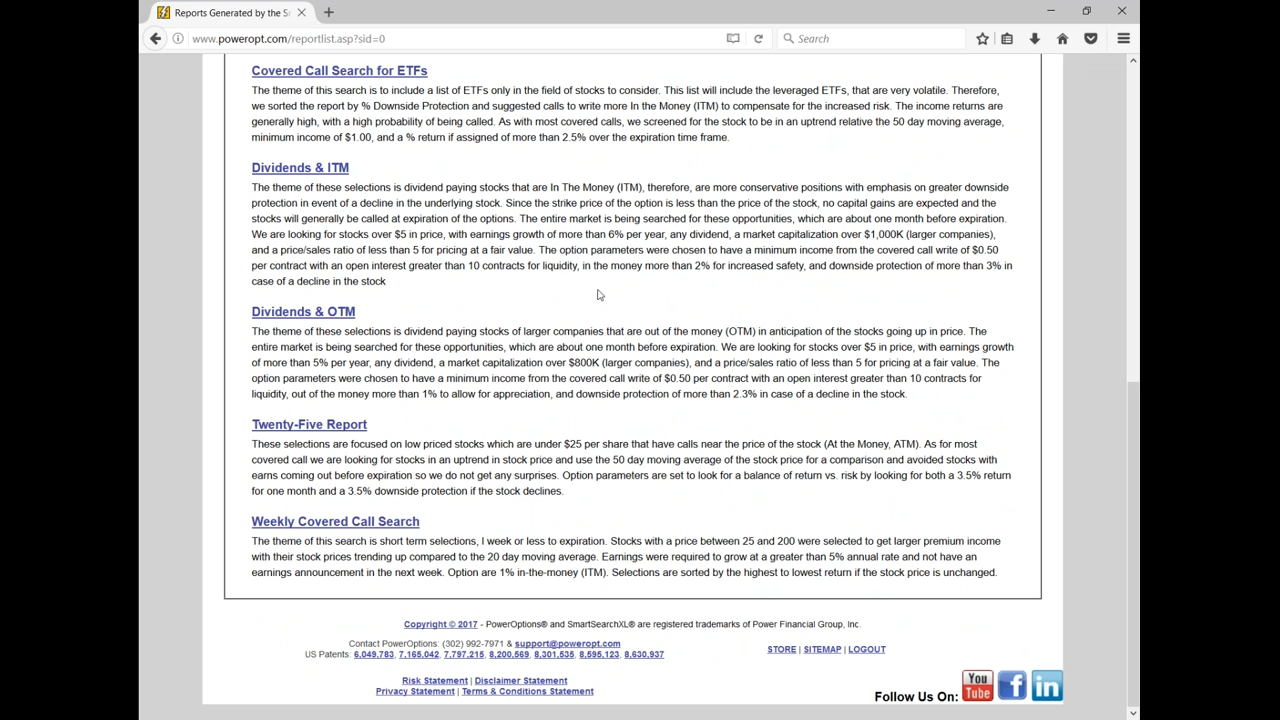 Reports Generated by the S
www.poweropt.com/reportlist.asp?sid=0
Search
Covered Call Search for ETFs
The theme of this search is to include a list of ETFs only in the field of stocks to consider. This list will include the leveraged ETFs, that are very volatile. Therefore,
we sorted the report by % Downside Protection and suggested calls to write more In the Money (ITM) to compensate for the increased risk. The income returns are
generally high, with a high probability of being called. As with most covered calls, we screened for the stock to be in an uptrend relative the 50 day moving average,
minimum income of $1.00, and a % return if assigned of more than 2.5% over the expiration time frame.
Dividends & ITM
The theme of these selections is dividend paying stocks that are In The Money (ITM), therefore, are more conservative positions with emphasis on greater downside
protection in event of a decline in the underlying stock. Since the strike price of the option is less than the price of the stock, no capital gains are expected and the
stocks will generally be called at expiration of the options. The entire market is being searched for these opportunities, which are about one month before expiration.
We are looking for stocks over $5 in price, with earnings growth of more than 6% per year, any dividend, a market capitalization over $1,000K (larger companies),
and a price/sales ratio of less than 5 for pricing at a fair value. The option parameters were chosen to have a minimum income from the covered call write of $0.50
per contract with an open interest greater than 10 contracts for liquidity, in the money more than 2% for increased safety, and downside protection of more than 3% in
case of a decline in the stock
Dividends & OTM
The theme of these selections is dividend paying stocks of larger companies that are out of the money (OTM) in anticipation of the stocks going up in price. The
entire market is being searched for these opportunities, which are about one month before expiration. We are looking for stocks over $5 in price, with earnings growth
of more than 5% per year, any dividend, a market capitalization over $800K (larger companies), and a price/sales ratio of less than 5 for pricing at a fair value. The
option parameters were chosen to have a minimum income from the covered call write of $0.50 per contract with an open interest greater than 10 contracts for
liquidity, out of the money more than 1% to allow for appreciation, and downside protection of more than 2.3% in case of a decline in the stock.
Twenty-Five Report
These selections are focused on low priced stocks which are under $25 per share that have calls near the price of the stock (At the Money, ATM). As for most
covered call we are looking for stocks in an uptrend in stock price and use the 50 day moving average of the stock price for a comparison and avoided stocks with
earns coming out before expiration so we do not get any surprises. Option parameters are set to look for a balance of return vs. risk by looking for both a 3.5% return
for one month and a 3.5% downside protection if the stock declines.
Weekly Covered Call Search
The theme of this search is short term selections, I week or less to expiration. Stocks with a price between 25 and 200 were selected to get larger premium income
with their stock prices trending up compared to the 20 day moving average. Earnings were required to grow at a greater than 5% annual rate and not have an
earnings announcement in the next week. Option are 1% in-the-money (ITM). Selections are sorted by the highest to lowest return if the stock price is unchanged.
Copyright © 2017 - PowerOptions® and SmartSearchXL® are registered trademarks of Power Financial Group, Inc.
Contact PowerOptions: (302) 992-7971 & support@poweropt.com
US Patents: 6,049,783, 7,165,042, 7,797,215, 8,200,569, 8,301,535, 8,595,123, 8,630,937
STORE | SITEMAP | LOGOUT
Risk Statement | Disclaimer Statement
Privacy Statement | Terms & Conditions Statement
Follow Us On: You Tube f in